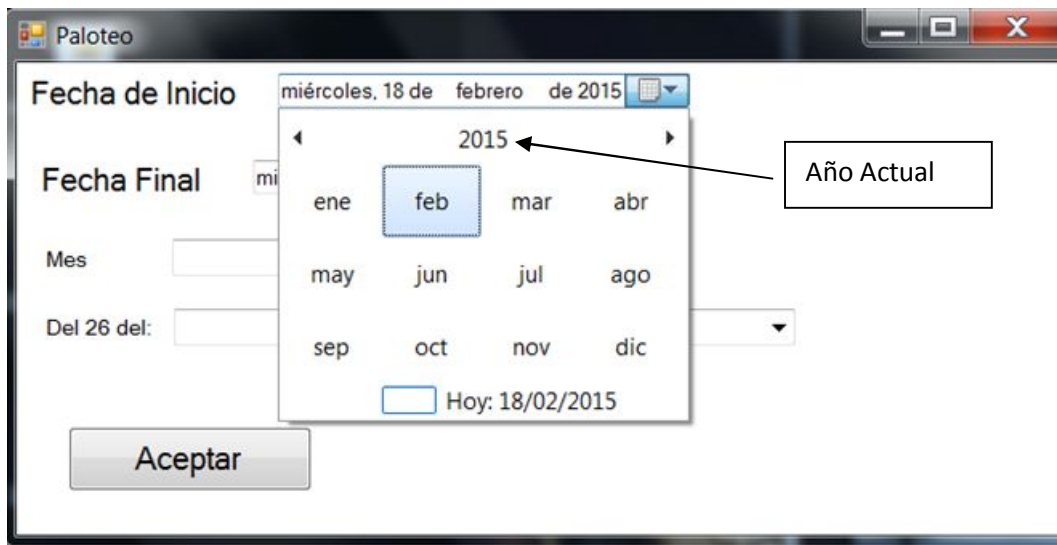 Paloteo
Fecha de Inicio miércoles, 18 de febrero de 2015
2015
Año Actual
Fecha Final mi
ene feb mar abr
Mes
may jun jul ago
Del 26 del:
sep oct nov dic
Hoy: 18/02/2015
Aceptar